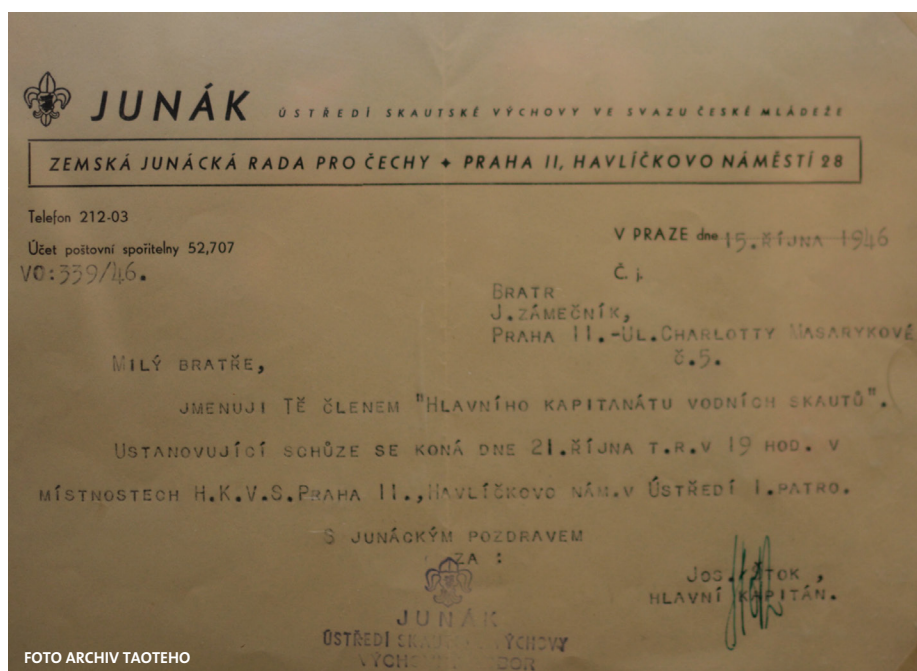 JUNÁK ÚSTŘEDÍ SKAUTSKÉ VÝCHOVY VE SVAZU ČESKÉ MLÁDEŽE
ZEMSKÁ JUNÁCKÁ RADA PRO ČECHY ✦ PRAHA II, HAVLÍČKOVO NÁMĚSTÍ 28
Telefon 212-03
V PRAZE dne 15.ŘÍJNA 1946
Účet poštovní spořitelny 52,707
VO:339/46.
Č. j.
BRATR
J.ZÁMEČNÍK,
PRAHA II.-UL.CHARLOTTY MASARYKOVÉ
Č.5.
MILÝ BRATŘE,
JMENUJI TĚ ČLENEM "HLAVNÍHO KAPITANÁTU VODNÍCH SKAUTŮ".
USTANOVUJÍCÍ SCHŮZE SE KONÁ DNE 21.ŘÍJNA T.R.V 19 HOD. V
MÍSTNOSTECH H.K.V.S.PRAHA II.,HAVLÍČKOVO NÁM.V ÚSTŘEDÍ I.PATRO.
S JUNÁCKÝM POZDRAVEM
ZA :
JOS. , 
HLAVNÍ KAPITÁN.
JUNÁK
ÚSTŘEDÍ VÝCHOVY
FOTO ARCHIV TAOTEHO